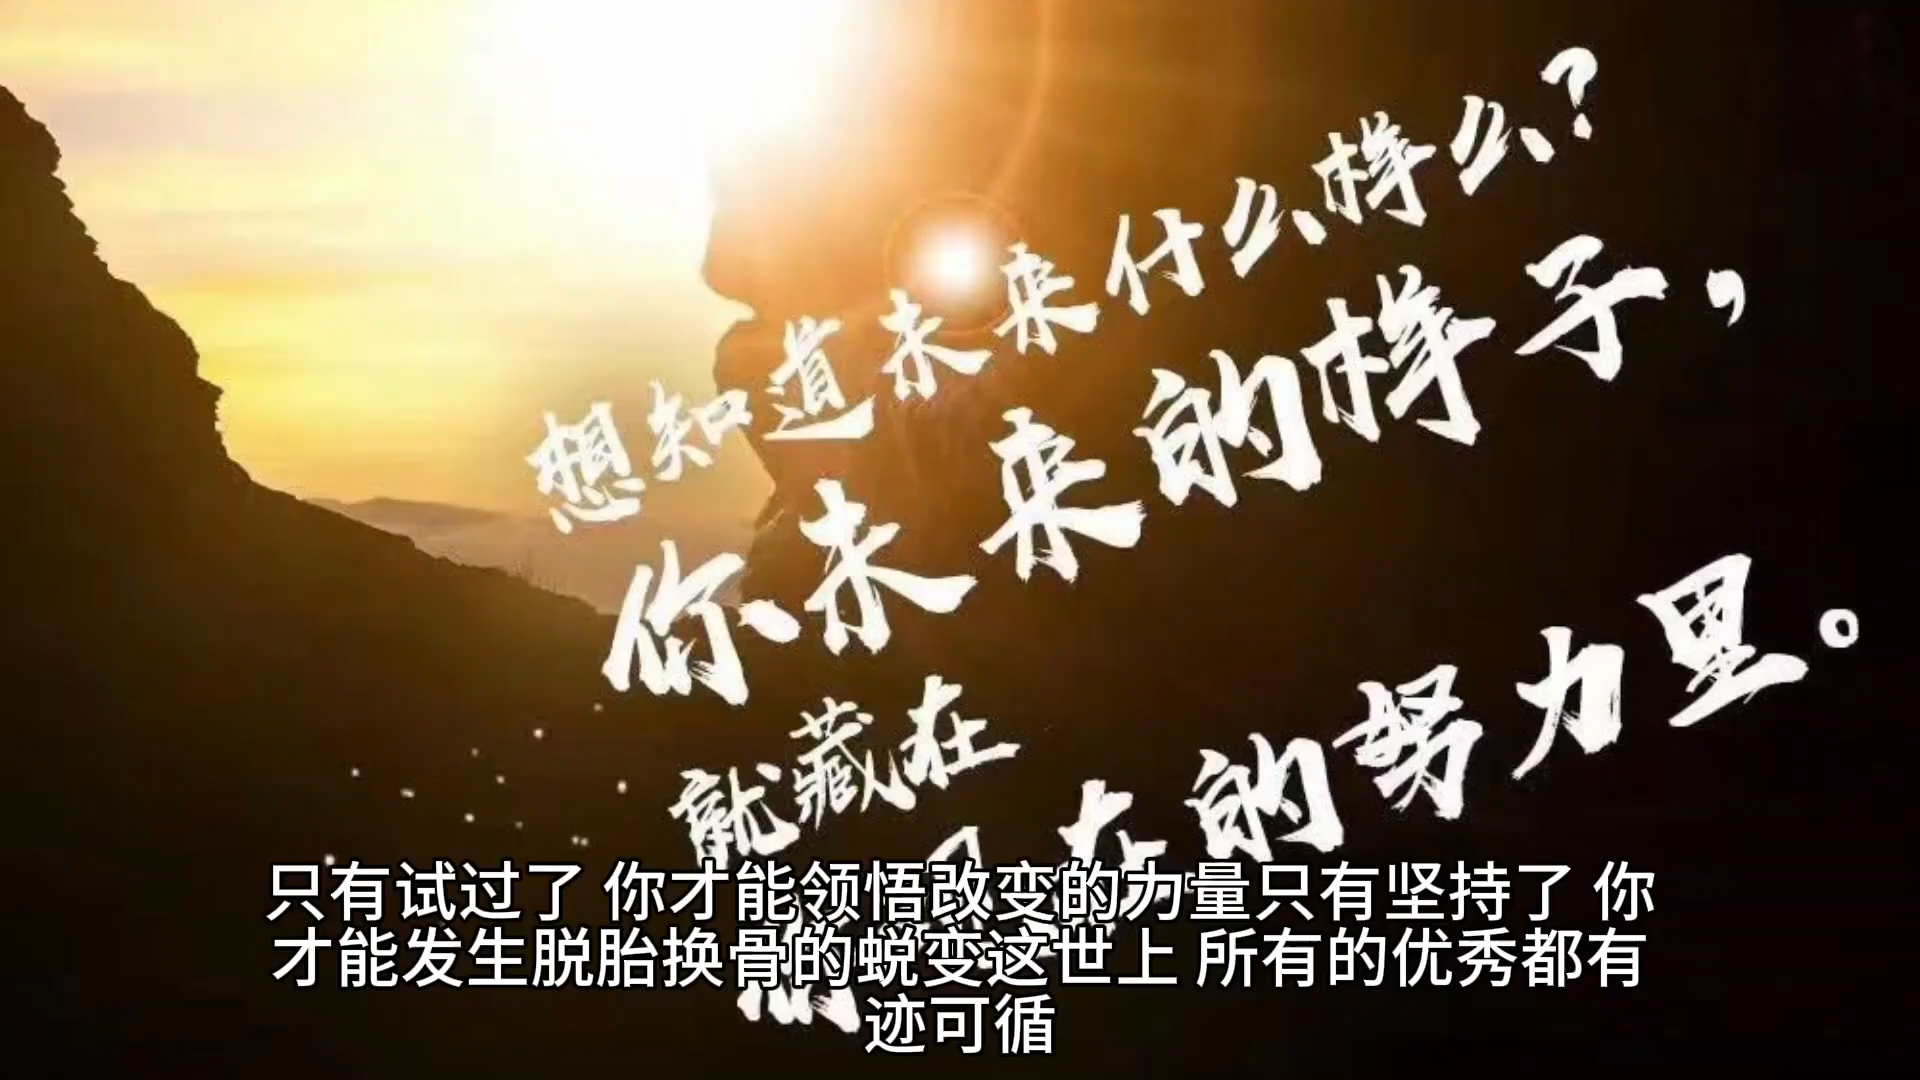 想知道未来什么样么？
你未来的样子，
就藏在
你现在的努力里。
只有试过了 你才能领悟改变的力量只有坚持了 你
才能发生脱胎换骨的蜕变这世上 所有的优秀都有
迹可循